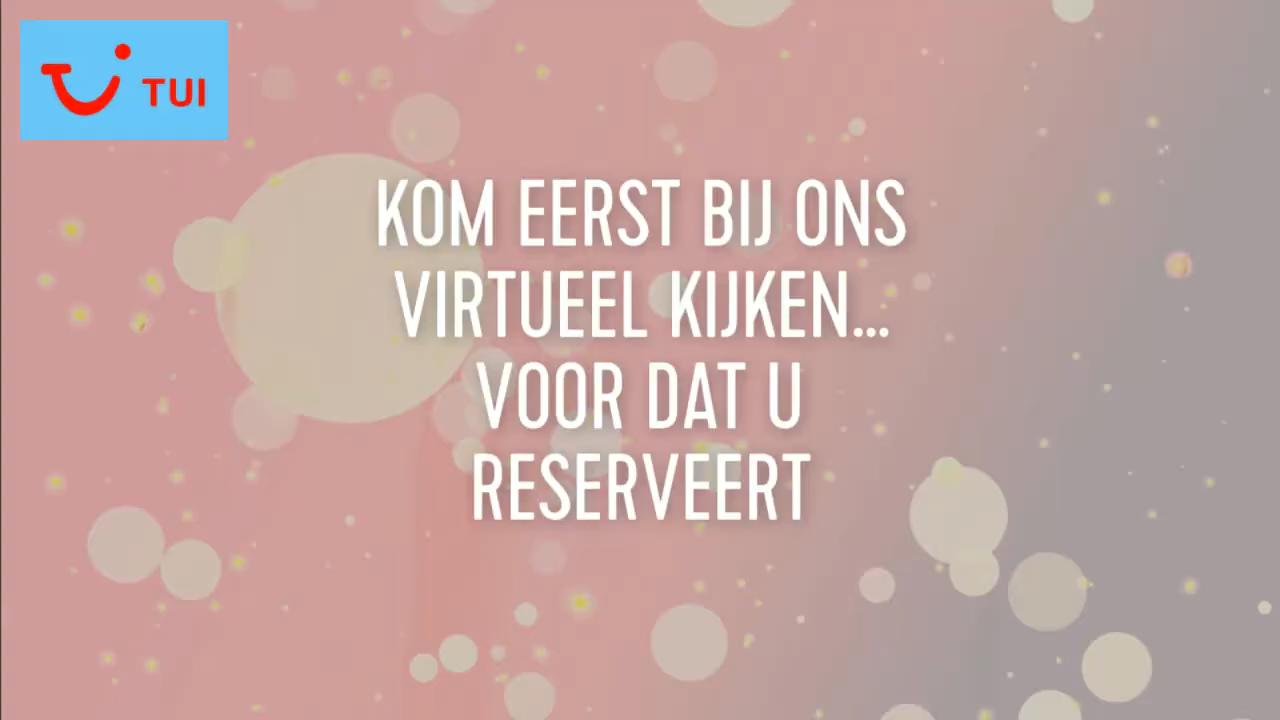 TUI
KOM EERST BIJ ONS
VIRTUEEL KIJKEN...
VOOR DAT U
RESERVEERT